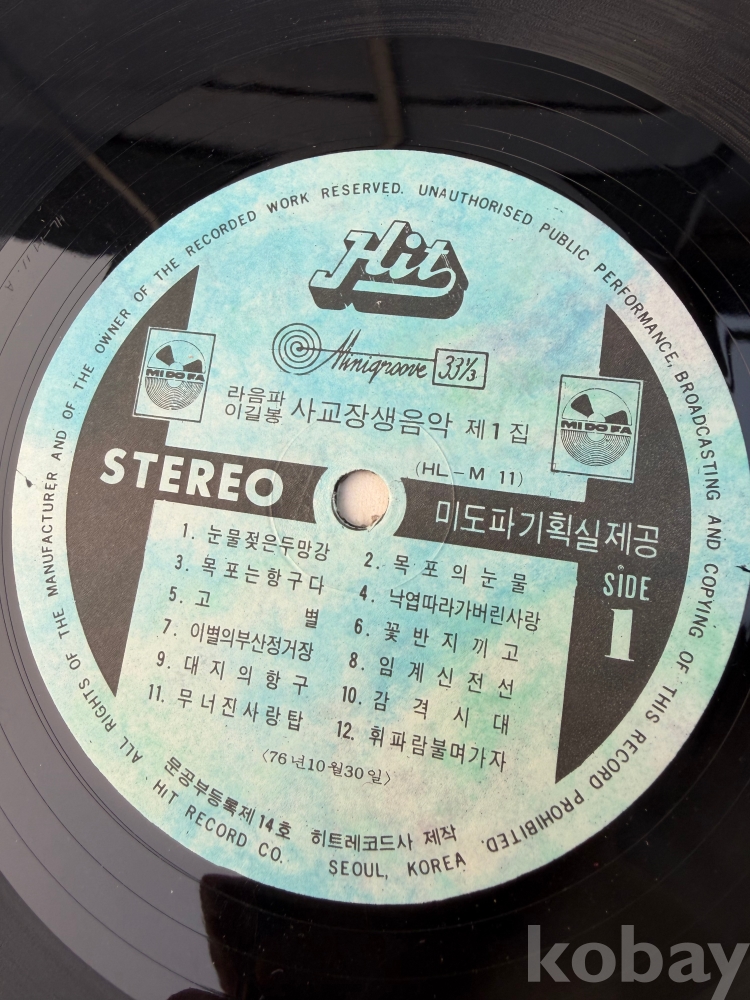 ALL RIGHTS OF THE MANUFACTURER AND OF THE OWNER OF THE RECORDED WORK RESERVED. UNAUTHORISED PUBLIC PERFORMANCE, BROADCASTING AND COPYING OF THIS RECORD PROHIBITED.
Hit
Minigroove 33⅓
MI DO FA
MI DO FA
라음파
이길봉 사교장생음악 제1집
(HL-M 11)
STEREO
미도파기획실제공
SIDE
1
1. 눈물젖은두망강
2. 목포의눈물
3. 목포는항구다
4. 낙엽따라가버린사랑
5. 고 별
6. 꽃반지끼고
7. 이별의부산정거장
8. 임계신전선
9. 대지의항구
10. 감격시대
11. 무너진사랑탑
12. 휘파람불며가자
〈76년10월30일〉
문공부등록제14호 히트레코드사 제작
HIT RECORD CO. SEOUL, KOREA
kobay